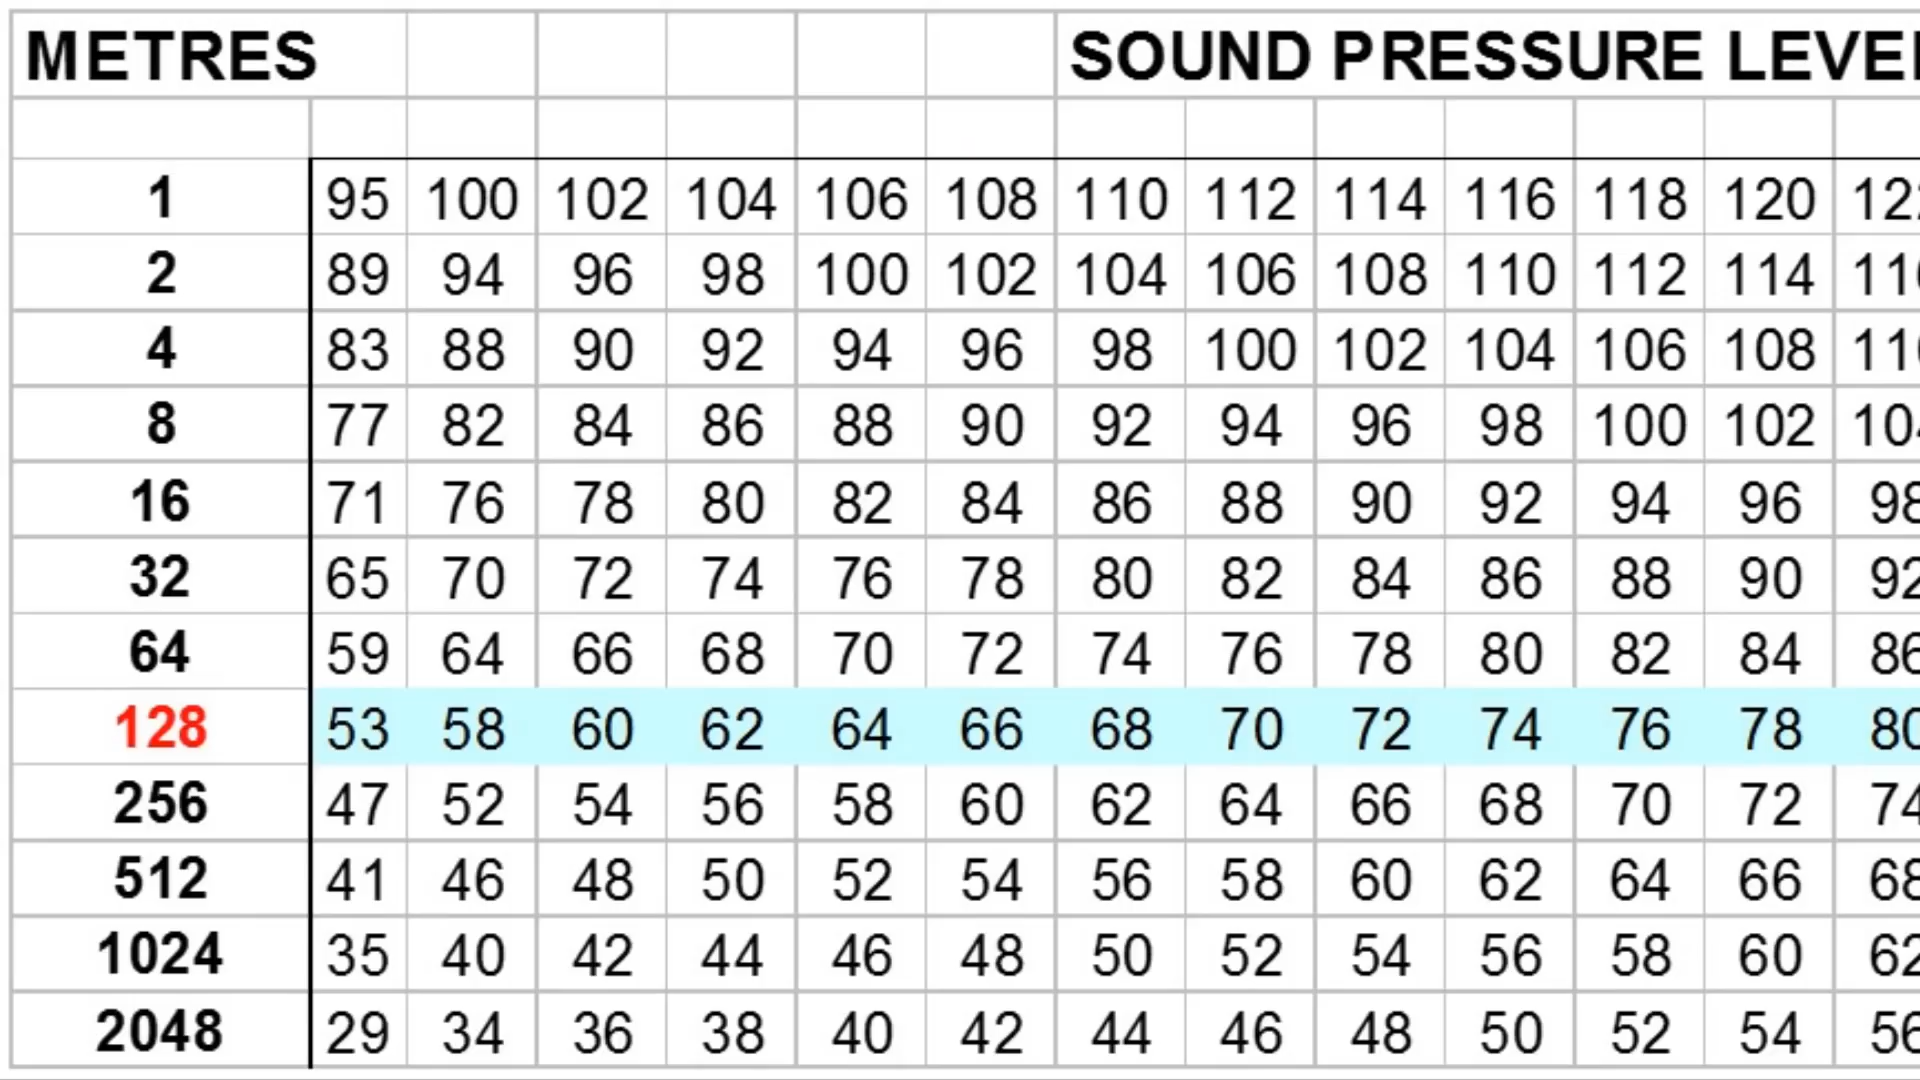 METRES SOUND PRESSURE LEVE
1 95 100 102 104 106 108 110 112 114 116 118 120
2 89 94 96 98 100 102 104 106 108 110 112 114
4 83 88 90 92 94 96 98 100 102 104 106 108
8 77 82 84 86 88 90 92 94 96 98 100 102
16 71 76 78 80 82 84 86 88 90 92 94 96 98
32 65 70 72 74 76 78 80 82 84 86 88 90 92
64 59 64 66 68 70 72 74 76 78 80 82 84 86
128 53 58 60 62 64 66 68 70 72 74 76 78 80
256 47 52 54 56 58 60 62 64 66 68 70 72 74
512 41 46 48 50 52 54 56 58 60 62 64 66 68
1024 35 40 42 44 46 48 50 52 54 56 58 60 62
2048 29 34 36 38 40 42 44 46 48 50 52 54 56